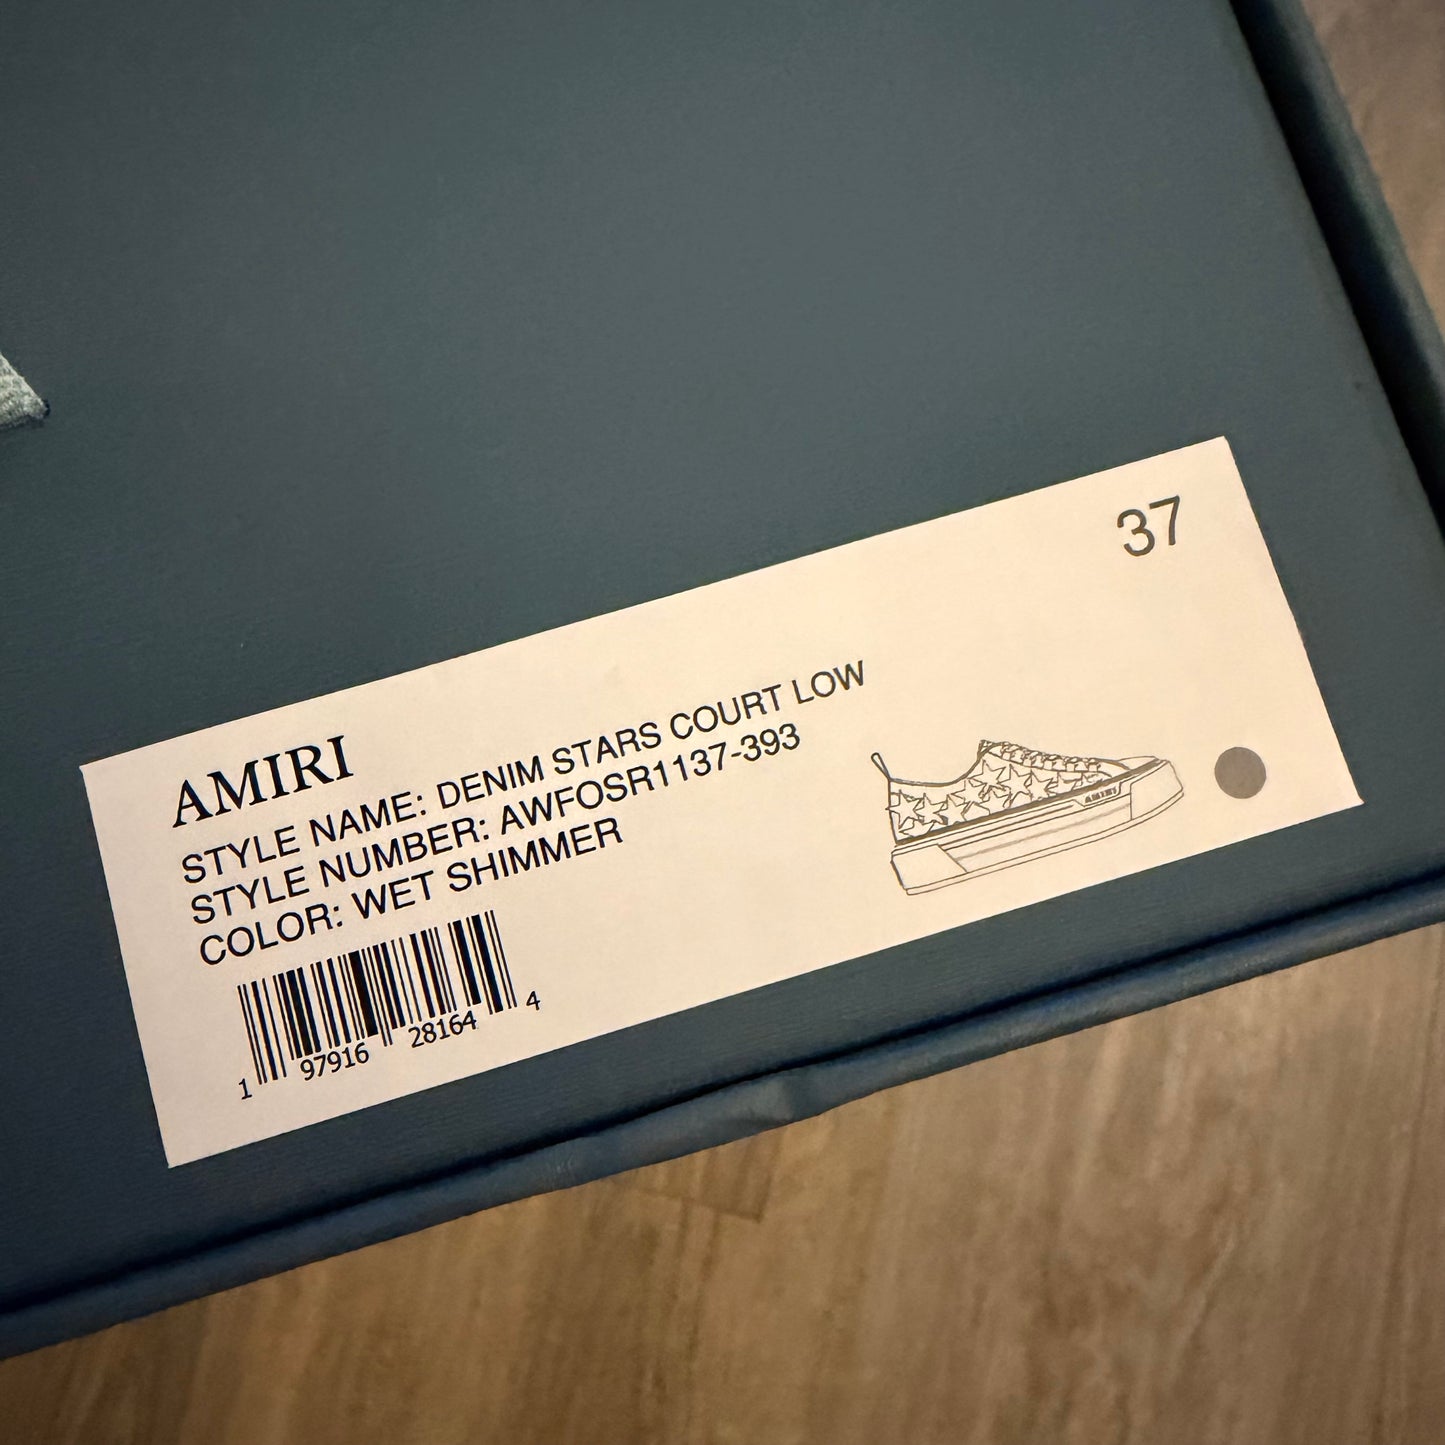 37
AMIRI
STYLE NAME: DENIM STARS COURT LOW
STYLE NUMBER: AWFOSR1137-393
COLOR: WET SHIMMER
AMIRI
1 97916 28164 4